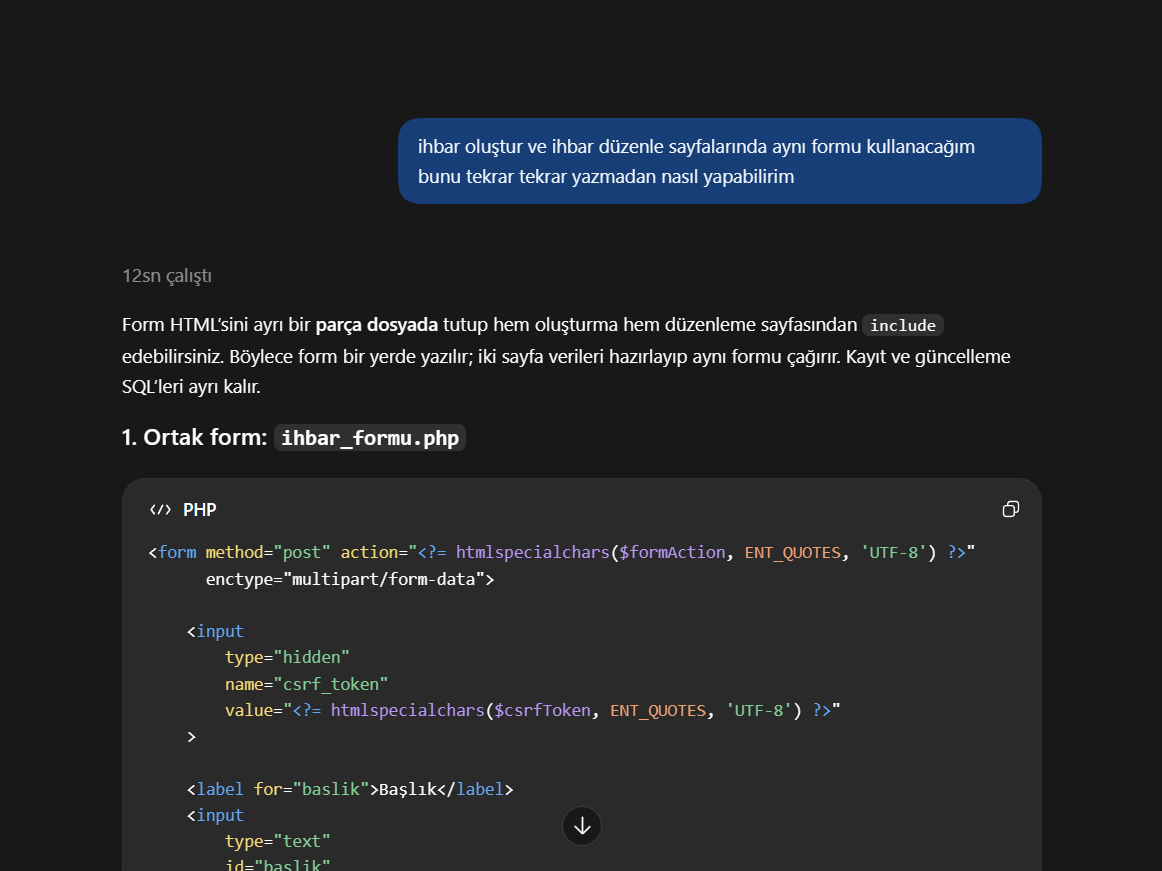 ihbar oluştur ve ihbar düzenle sayfalarında aynı formu kullanacağım
bunu tekrar tekrar yazmadan nasıl yapabilirim
12sn çalıştı
Form HTML'sini ayrı bir parça dosyada tutup hem oluşturma hem düzenleme sayfasından include
edebilirsiniz. Böylece form bir yerde yazılır; iki sayfa verileri hazırlayıp aynı formu çağırır. Kayıt ve güncelleme
SQL'leri ayrı kalır.
1. Ortak form: ihbar_formu.php
</> PHP
<form method="post" action="<?= htmlspecialchars($formAction, ENT_QUOTES, 'UTF-8') ?>"
      enctype="multipart/form-data">
    <input
        type="hidden"
        name="csrf_token"
        value="<?= htmlspecialchars($csrfToken, ENT_QUOTES, 'UTF-8') ?>"
    >
    <label for="baslik">Başlık</label>
    <input
        type="text"
        id="baslik"